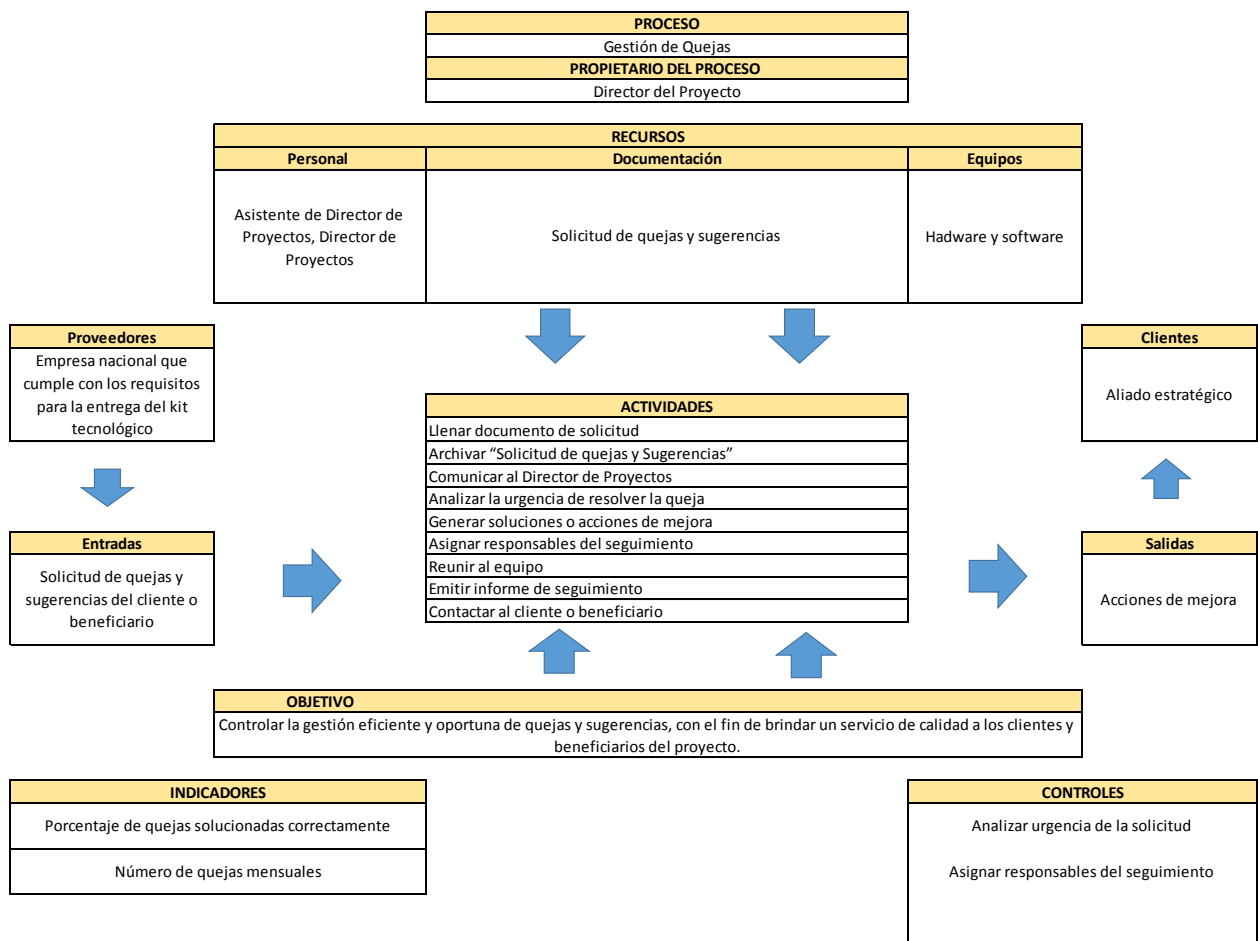 PROCESO
Gestión de Quejas
PROPIETARIO DEL PROCESO
Director del Proyecto
RECURSOS
Personal
Documentación
Equipos
Asistente de Director de
Proyectos, Director de
Proyectos
Solicitud de quejas y sugerencias
Hadware y software
Proveedores
Empresa nacional que
cumple con los requisitos
para la entrega del kit
tecnológico
Clientes
Aliado estratégico
ACTIVIDADES
Llenar documento de solicitud
Archivar “Solicitud de quejas y Sugerencias”
Comunicar al Director de Proyectos
Analizar la urgencia de resolver la queja
Generar soluciones o acciones de mejora
Asignar responsables del seguimiento
Reunir al equipo
Emitir informe de seguimiento
Contactar al cliente o beneficiario
Entradas
Solicitud de quejas y
sugerencias del cliente o
beneficiario
Salidas
Acciones de mejora
OBJETIVO
Controlar la gestión eficiente y oportuna de quejas y sugerencias, con el fin de brindar un servicio de calidad a los clientes y
beneficiarios del proyecto.
INDICADORES
Porcentaje de quejas solucionadas correctamente
Número de quejas mensuales
CONTROLES
Analizar urgencia de la solicitud
Asignar responsables del seguimiento